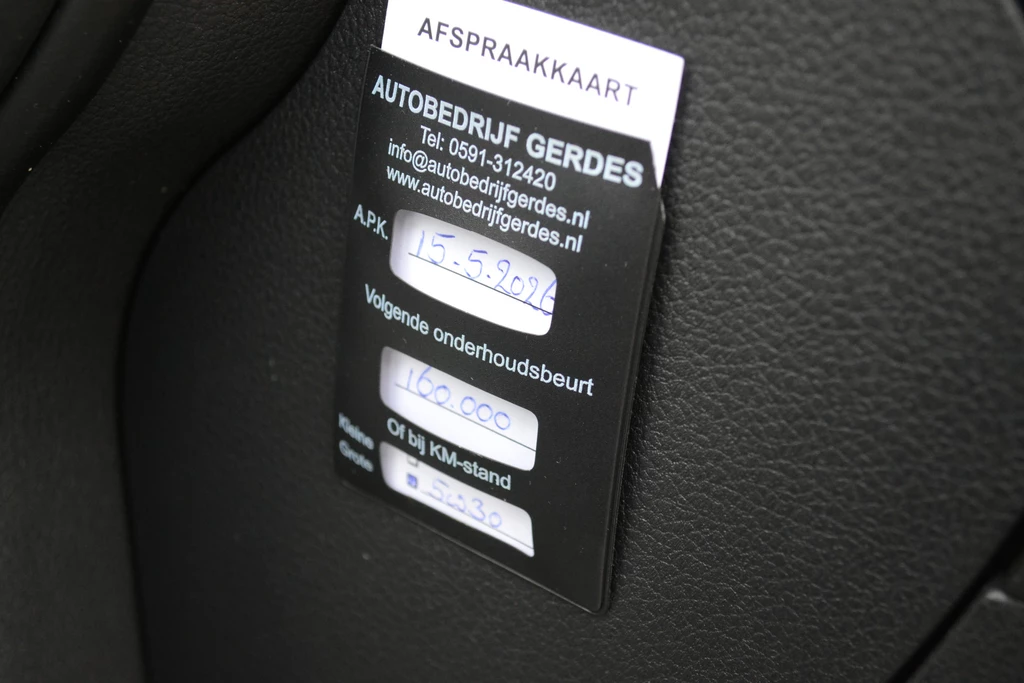 AFSPRAAKKAART
AUTOBEDRIJF GERDES
Tel: 0591-312420
info@autobedrijfgerdes.nl
www.autobedrijfgerdes.nl
A.P.K. 15.5.2026
Volgende onderhoudsbeurt
160.000
Of bij KM-stand
Kleine
Grote 5w30